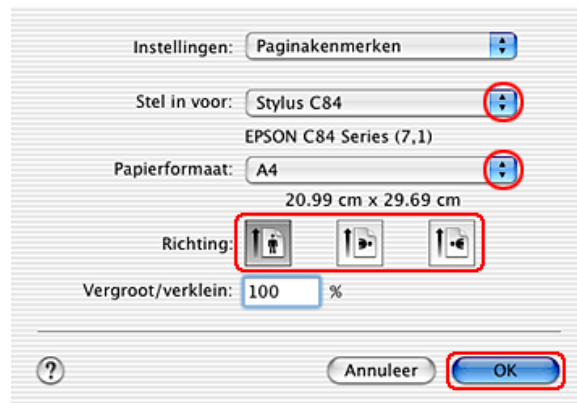 Instellingen: Paginakenmerken
Stel in voor: Stylus C84
EPSON C84 Series (7,1)
Papierformaat: A4
20.99 cm x 29.69 cm
Richting:
Vergroot/verklein: 100 %
? Annuleer OK